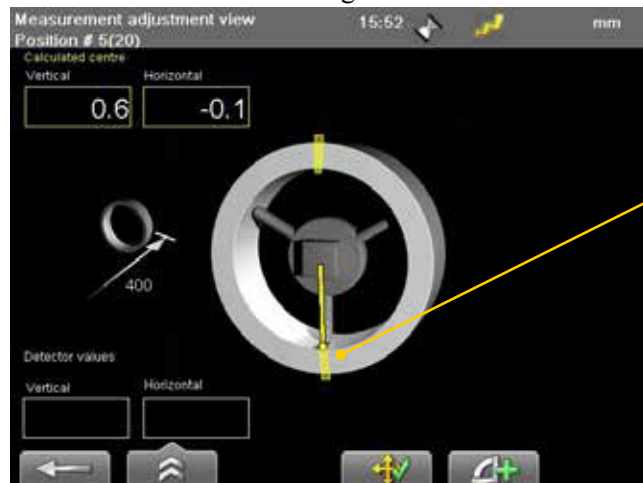 Measurement adjustment view 15:52 mm
Position # 5(20)
Calculated centre
Vertical Horizontal
0.6 -0.1
400
Detector values
Vertical Horizontal